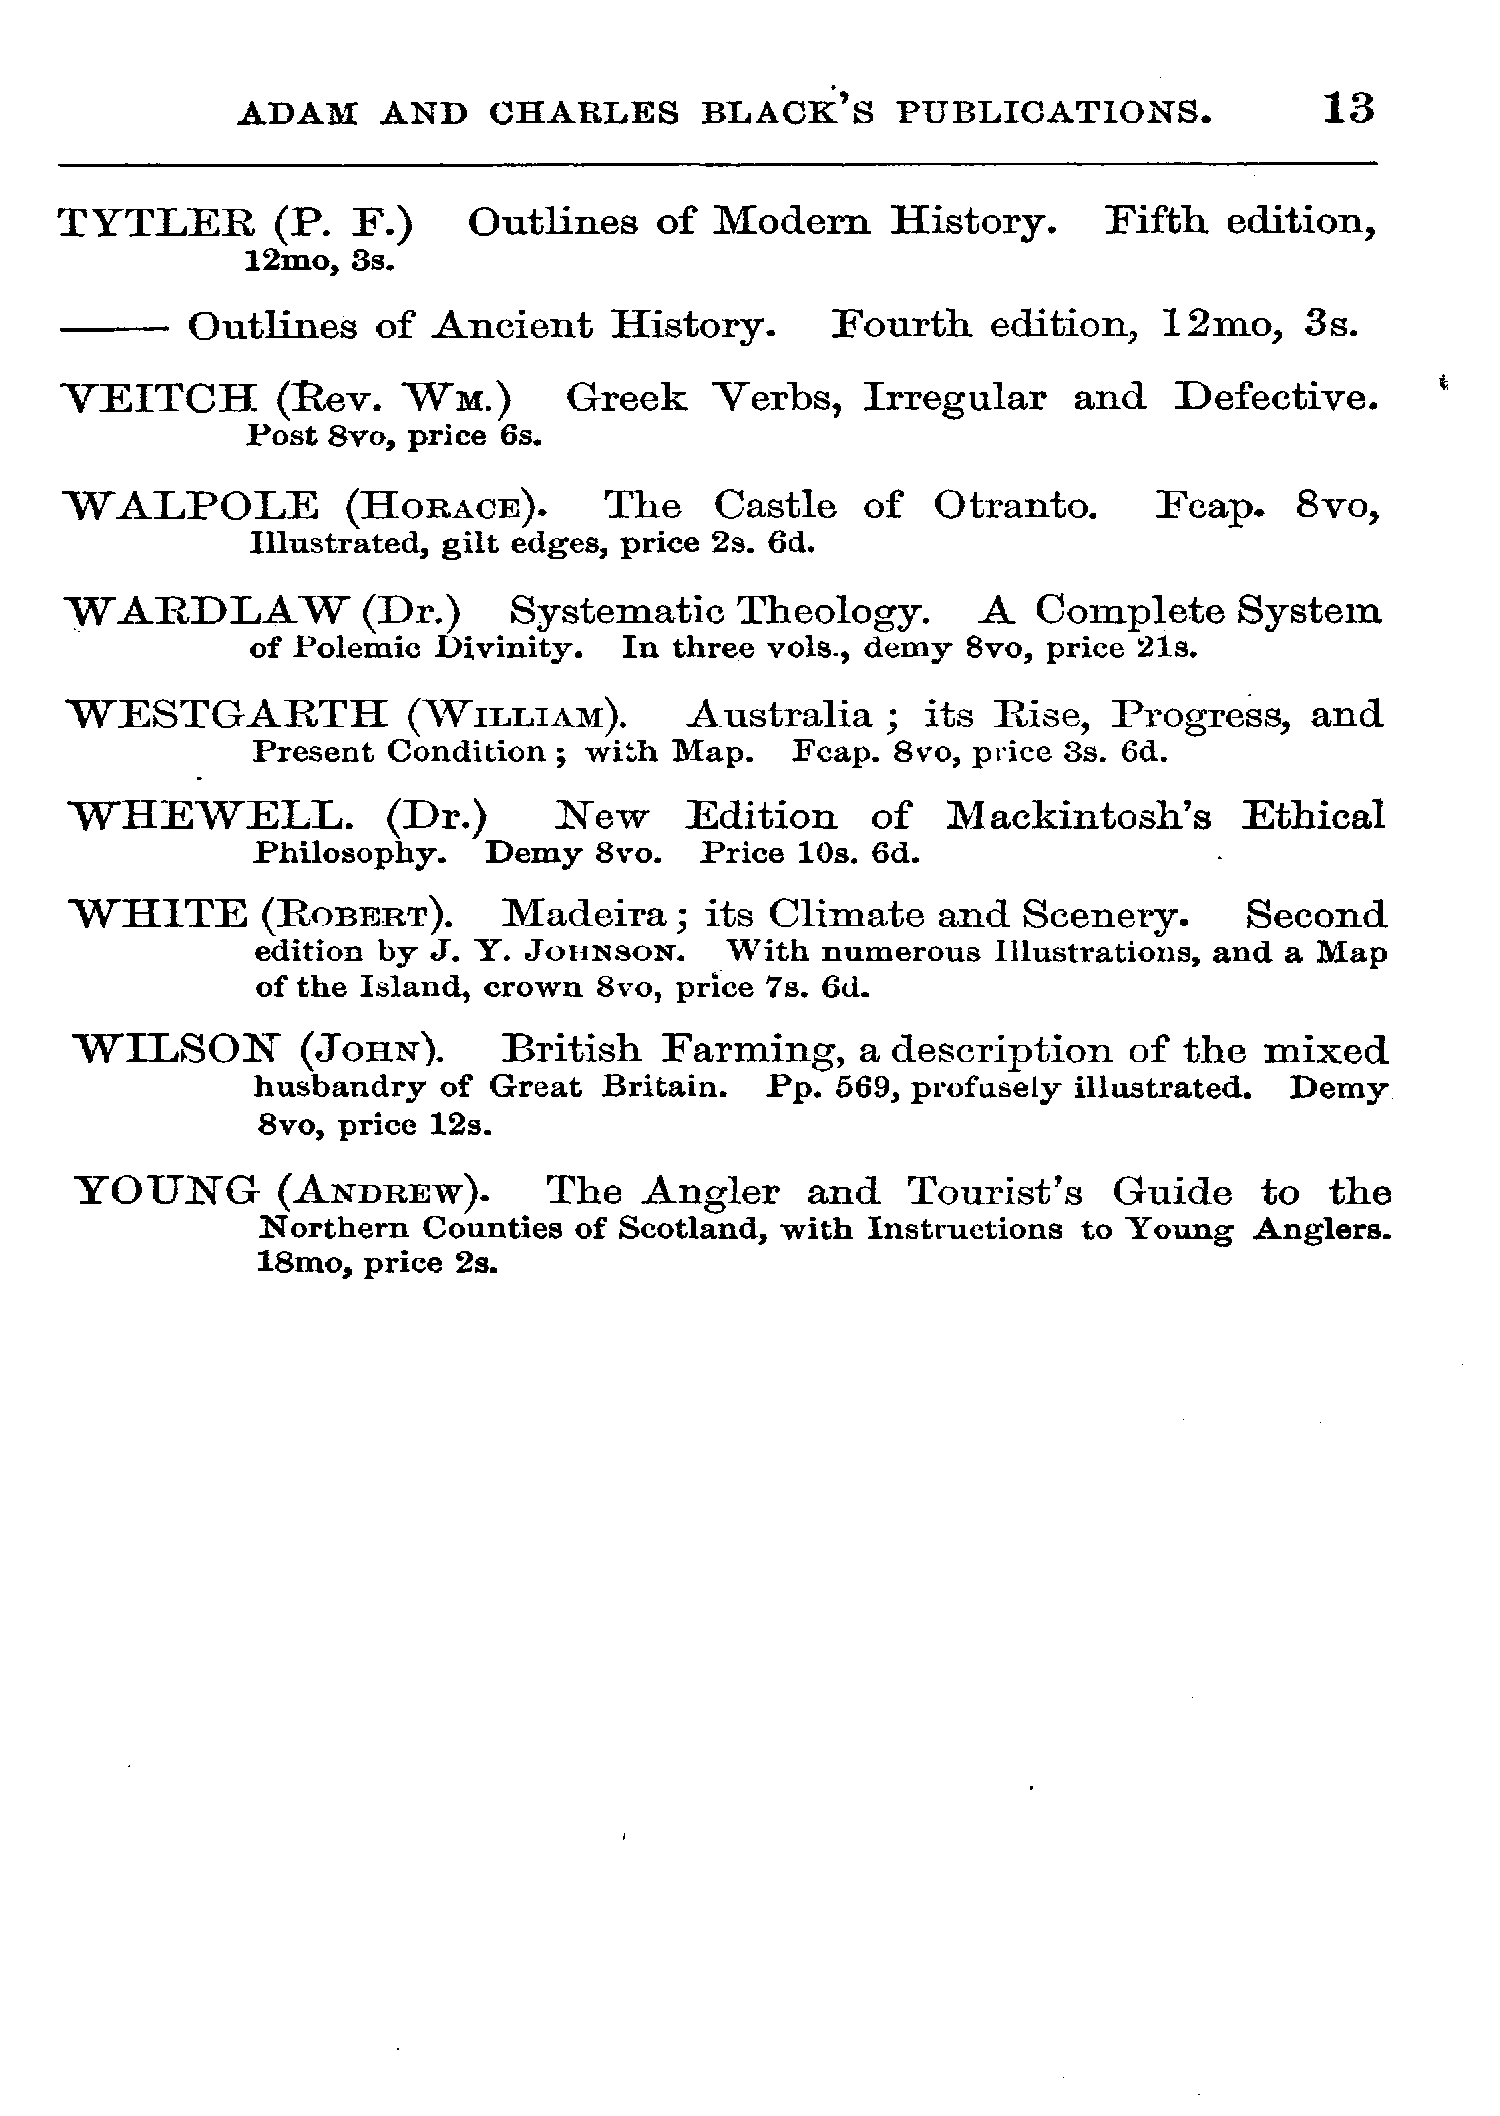 ADAM AND CHARLES BLACK'S PUBLICATIONS. 13
TYTLER (P. F.) Outlines of Modern History. Fifth edition,
12mo, 3s.
—— Outlines of Ancient History. Fourth edition, 12mo, 3s.
VEITCH (Rev. WM.) Greek Verbs, Irregular and Defective.
Post 8vo, price 6s.
WALPOLE (HORACE). The Castle of Otranto. Fcap. 8vo,
Illustrated, gilt edges, price 2s. 6d.
WARDLAW (Dr.) Systematic Theology. A Complete System
of Polemic Divinity. In three vols., demy 8vo, price 21s.
WESTGARTH (WILLIAM). Australia ; its Rise, Progress, and
Present Condition ; with Map. Fcap. 8vo, price 3s. 6d.
WHEWELL. (Dr.) New Edition of Mackintosh's Ethical
Philosophy. Demy 8vo. Price 10s. 6d.
WHITE (ROBERT). Madeira ; its Climate and Scenery. Second
edition by J. Y. JOHNSON. With numerous Illustrations, and a Map
of the Island, crown 8vo, price 7s. 6d.
WILSON (JOHN). British Farming, a description of the mixed
husbandry of Great Britain. Pp. 569, profusely illustrated. Demy
8vo, price 12s.
YOUNG (ANDREW). The Angler and Tourist's Guide to the
Northern Counties of Scotland, with Instructions to Young Anglers.
18mo, price 2s.